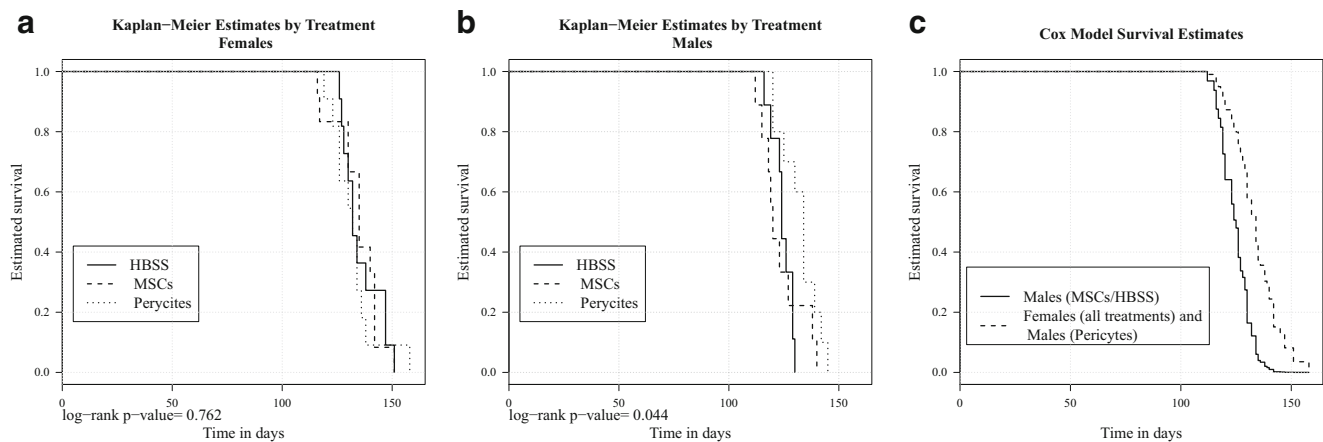 a
Kaplan−Meier Estimates by Treatment
Females
Estimated survival
1.0
0.8
0.6
0.4
0.2
0.0
HBSS
MSCs
Perycites
0 50 100 150
log−rank p−value= 0.762
Time in days
b
Kaplan−Meier Estimates by Treatment
Males
Estimated survival
1.0
0.8
0.6
0.4
0.2
0.0
HBSS
MSCs
Perycites
0 50 100 150
log−rank p−value= 0.044
Time in days
c
Cox Model Survival Estimates
Estimated survival
1.0
0.8
0.6
0.4
0.2
0.0
Males (MSCs/HBSS)
Females (all treatments) and
Males (Pericytes)
0 50 100 150
Time in days